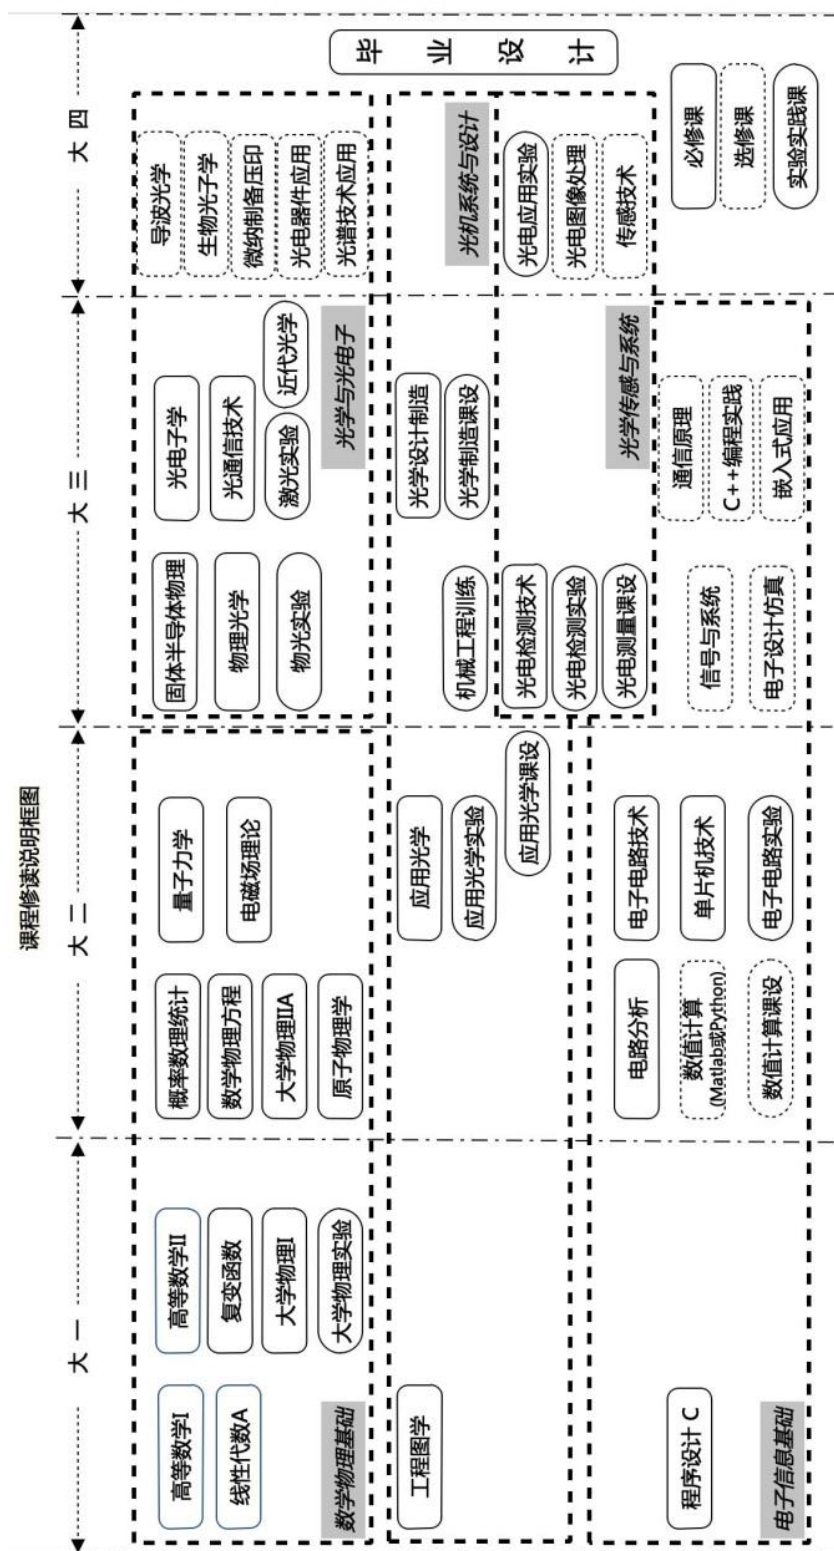 课程修读说明框图
大一
大二
大三
大四
高等数学I
线性代数A
高等数学II
复变函数
大学物理I
大学物理实验
数学物理基础
概率数理统计
数学物理方程
大学物理IIA
原子物理学
量子力学
电磁场理论
固体半导体物理
物理光学
物光实验
光电子学
光通信技术
激光实验
近代光学
光学与光电子
导波光学
生物光子学
微纳制备压印
光电器件应用
光谱技术应用
毕业设计
工程图学
应用光学
应用光学实验
应用光学课设
机械工程训练
光学设计制造
光学制造课设
光机系统与设计
光电检测技术
光电检测实验
光电测量课设
光学传感与系统
光电应用实验
光电图像处理
传感技术
程序设计 C
电子信息基础
电路分析
数值计算
(Matlab或Python)
数值计算课设
电子电路技术
单片机技术
电子电路实验
信号与系统
电子设计仿真
通信原理
C++编程实践
嵌入式应用
必修课
选修课
实验实践课